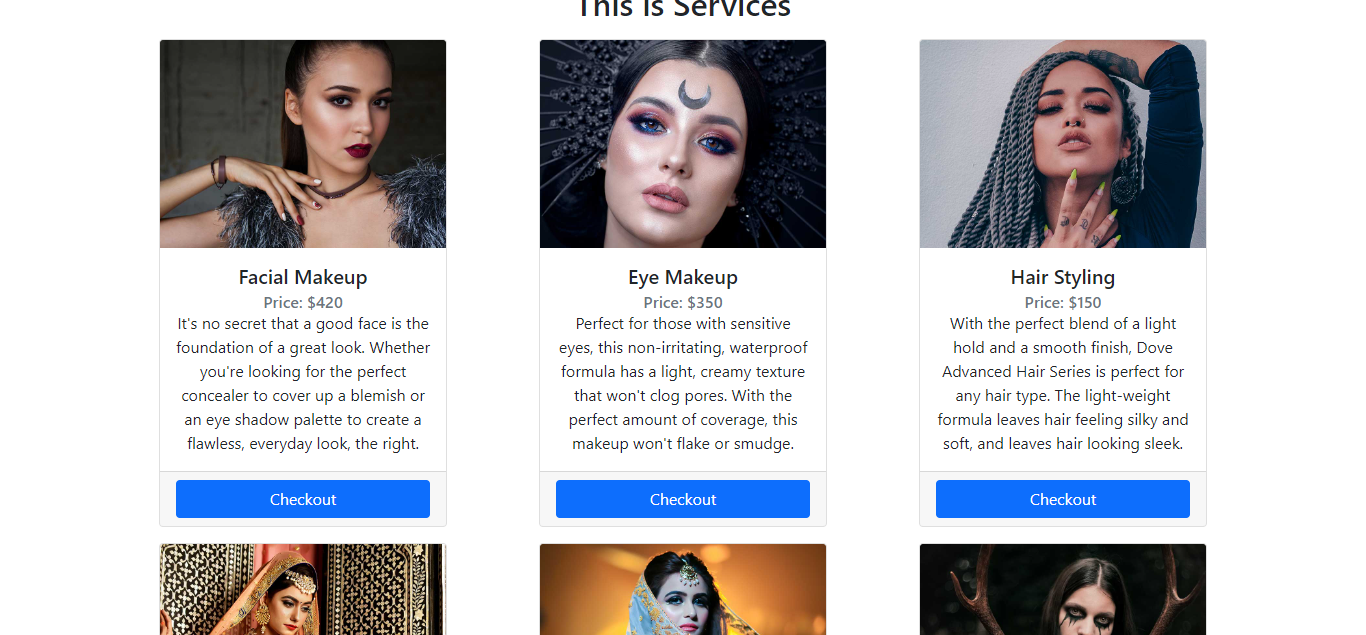 This is Services
Facial Makeup
Price: $420
It's no secret that a good face is the
foundation of a great look. Whether
you're looking for the perfect
concealer to cover up a blemish or
an eye shadow palette to create a
flawless, everyday look, the right.
Checkout
Eye Makeup
Price: $350
Perfect for those with sensitive
eyes, this non-irritating, waterproof
formula has a light, creamy texture
that won't clog pores. With the
perfect amount of coverage, this
makeup won't flake or smudge.
Checkout
Hair Styling
Price: $150
With the perfect blend of a light
hold and a smooth finish, Dove
Advanced Hair Series is perfect for
any hair type. The light-weight
formula leaves hair feeling silky and
soft, and leaves hair looking sleek.
Checkout